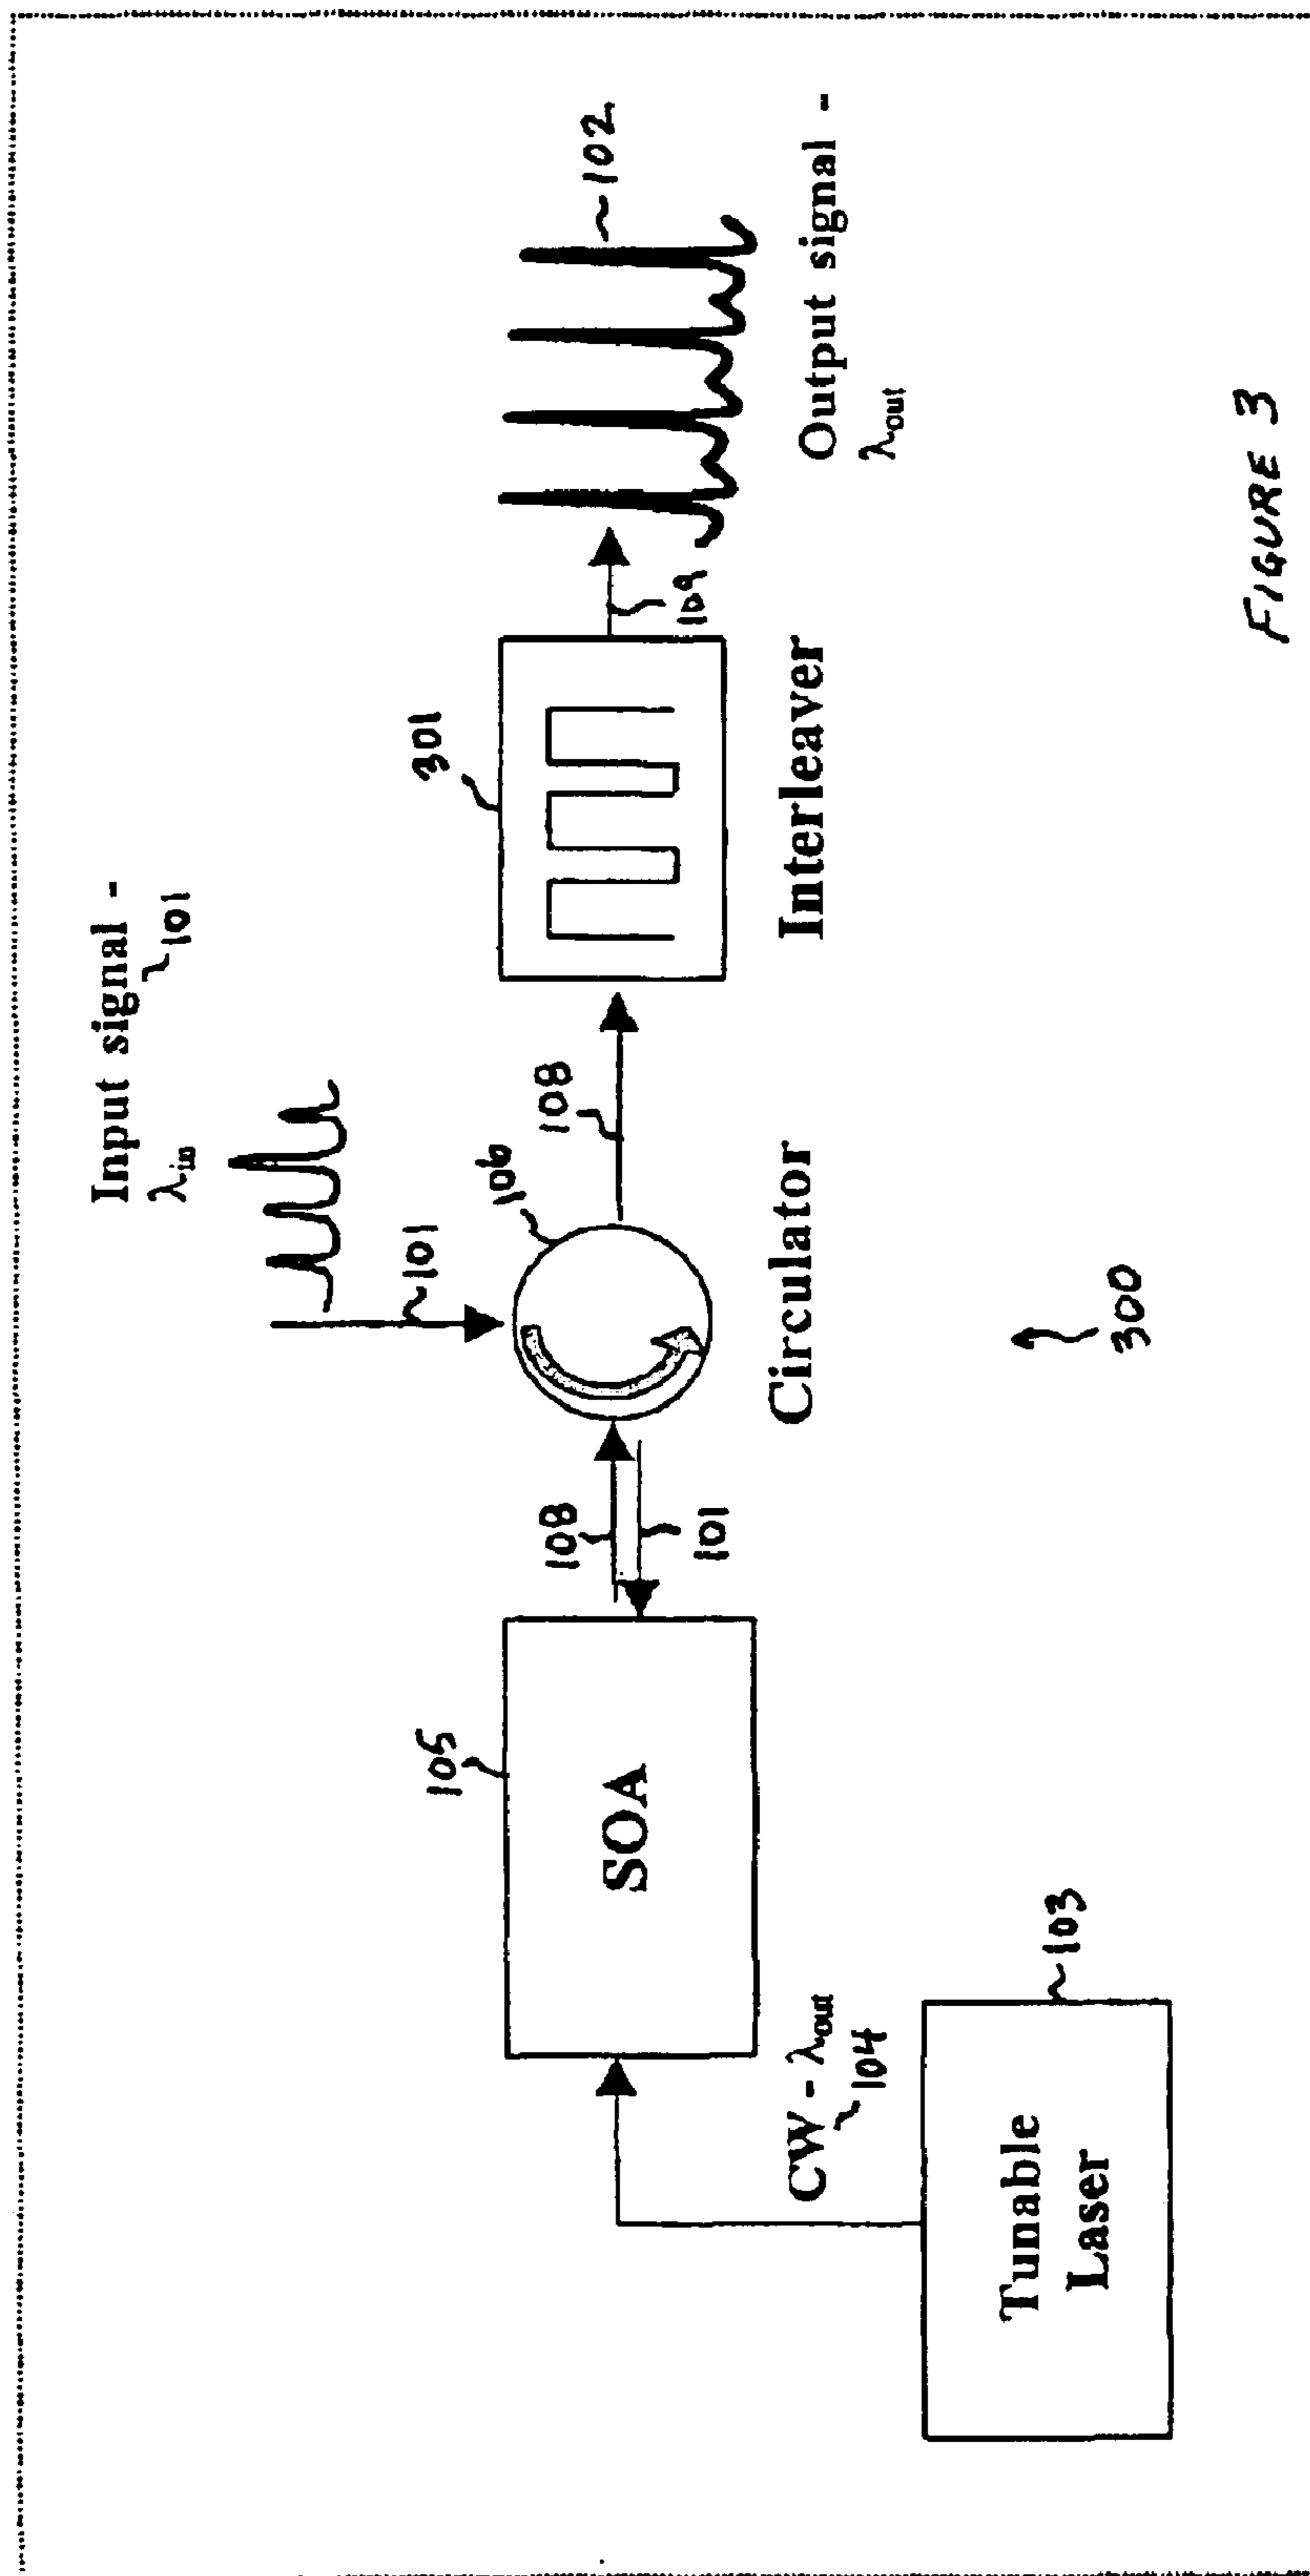 Input signal -
λin
101
101
106
108
301
109
102
Output signal -
λout
Interleaver
Circulator
108
101
105
SOA
CW - λout
104
103
Tunable
Laser
300
FIGURE 3